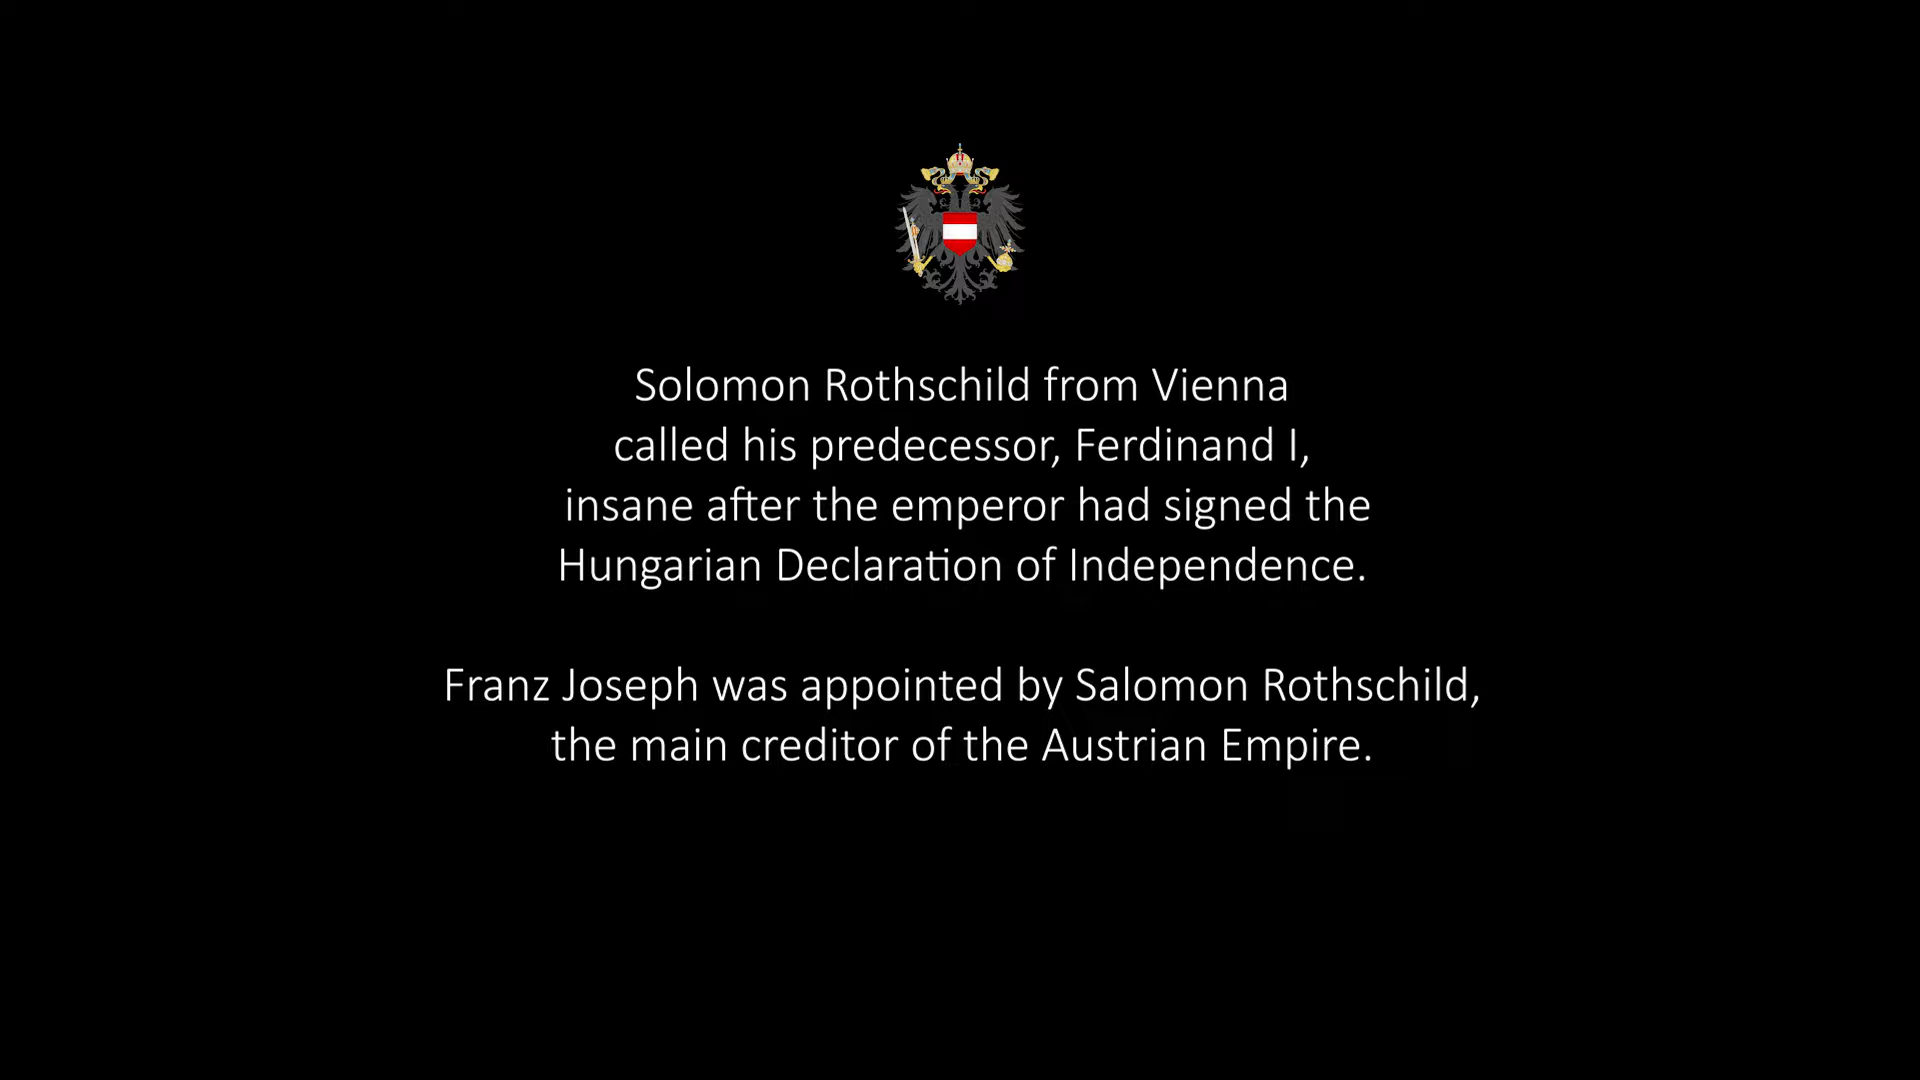 Solomon Rothschild from Vienna
called his predecessor, Ferdinand I,
insane after the emperor had signed the
Hungarian Declaration of Independence.
Franz Joseph was appointed by Salomon Rothschild,
the main creditor of the Austrian Empire.